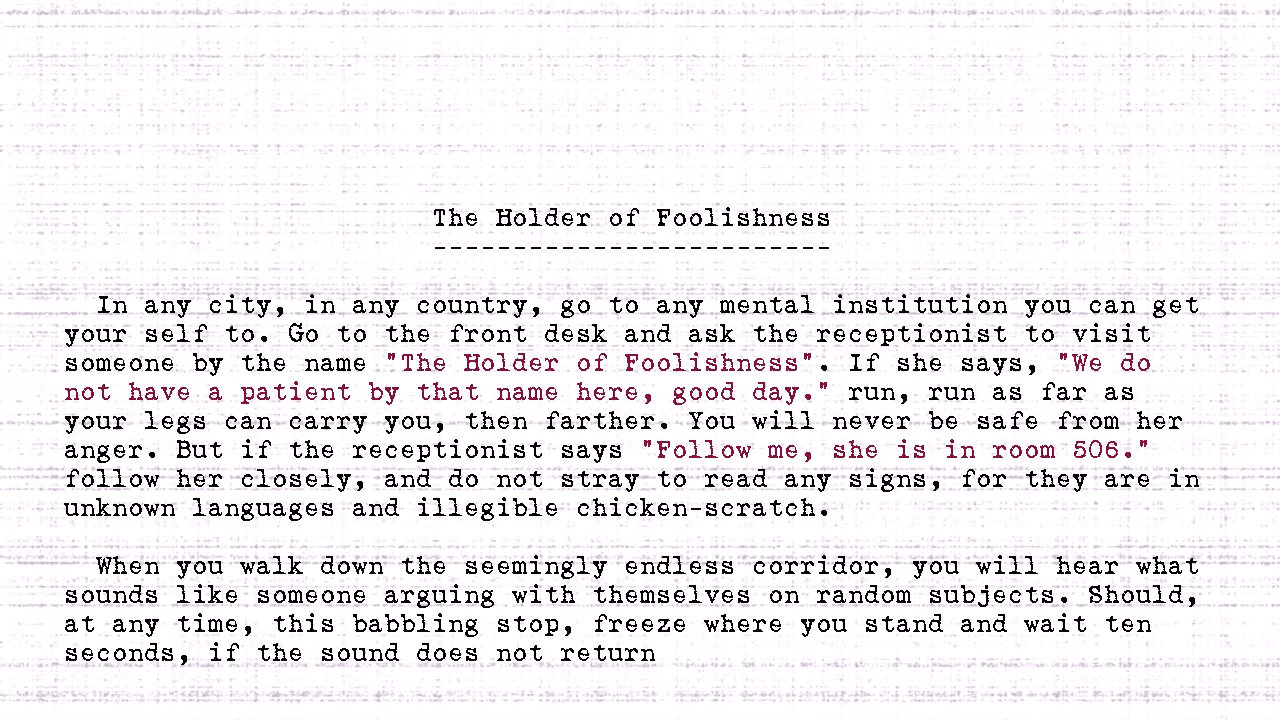 The Holder of Foolishness
-------------------------
In any city, in any country, go to any mental institution you can get
your self to. Go to the front desk and ask the receptionist to visit
someone by the name "The Holder of Foolishness". If she says, "We do
not have a patient by that name here, good day." run, run as far as
your legs can carry you, then farther. You will never be safe from her
anger. But if the receptionist says "Follow me, she is in room 506."
follow her closely, and do not stray to read any signs, for they are in
unknown languages and illegible chicken-scratch.
When you walk down the seemingly endless corridor, you will hear what
sounds like someone arguing with themselves on random subjects. Should,
at any time, this babbling stop, freeze where you stand and wait ten
seconds, if the sound does not return